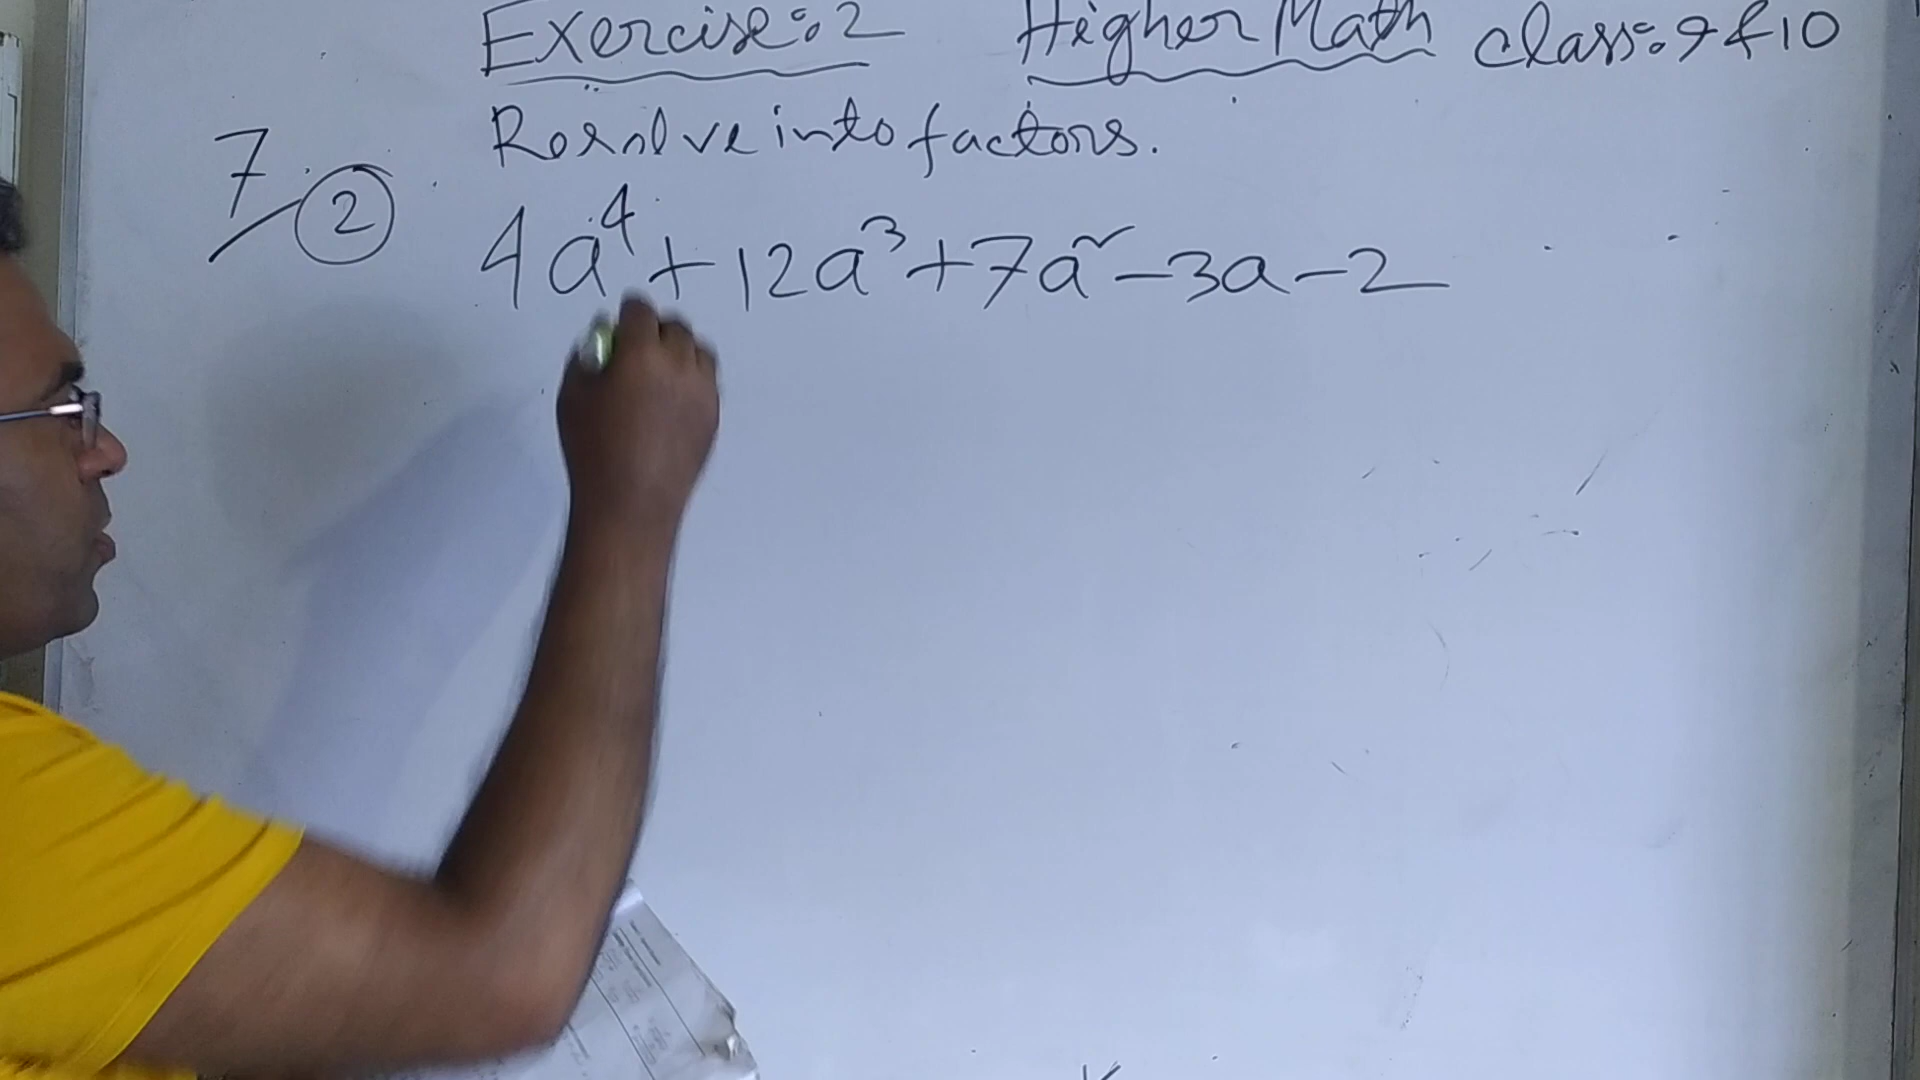 Exercise:2 Higher Math class:9&10
Resolve into factors.
7 ② 4a⁴+12a³+7a²-3a-2